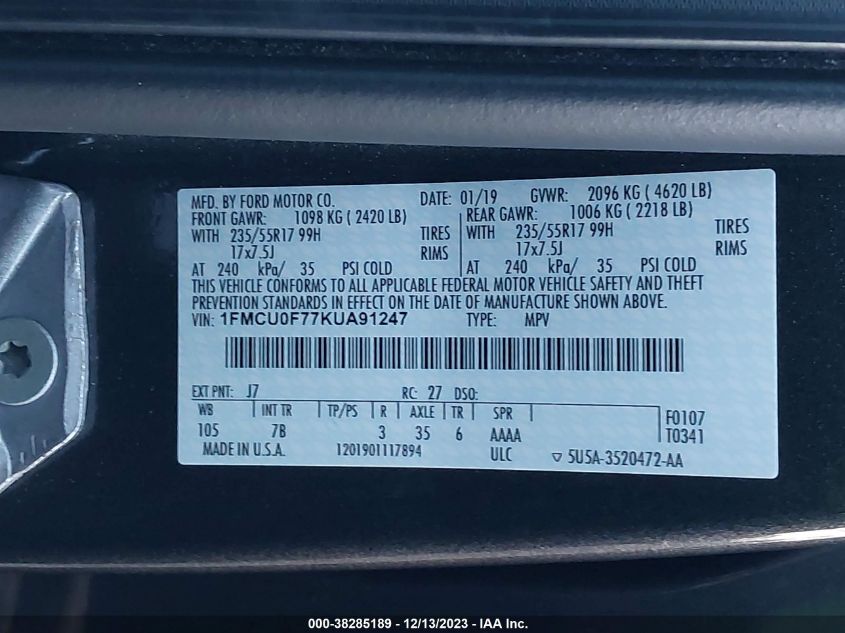 MFD. BY FORD MOTOR CO. DATE: 01/19 GVWR: 2096 KG ( 4620 LB)
FRONT GAWR: 1098 KG ( 2420 LB) REAR GAWR: 1006 KG ( 2218 LB)
WITH 235/55R17 99H TIRES WITH 235/55R17 99H TIRES
17x7.5J RIMS 17x7.5J RIMS
AT 240 kPa/ 35 PSI COLD AT 240 kPa/ 35 PSI COLD
THIS VEHICLE CONFORMS TO ALL APPLICABLE FEDERAL MOTOR VEHICLE SAFETY AND THEFT
PREVENTION STANDARDS IN EFFECT ON THE DATE OF MANUFACTURE SHOWN ABOVE.
VIN: 1FMCU0F77KUA91247 TYPE: MPV
EXT PNT: J7 RC: 27 DSO:
WB INT TR TP/PS R AXLE TR SPR F0107
105 7B 3 35 6 AAAA T0341
MADE IN U.S.A. 1201901117894 ULC ▽ 5U5A-3520472-AA
000-38285189 - 12/13/2023 - IAA Inc.